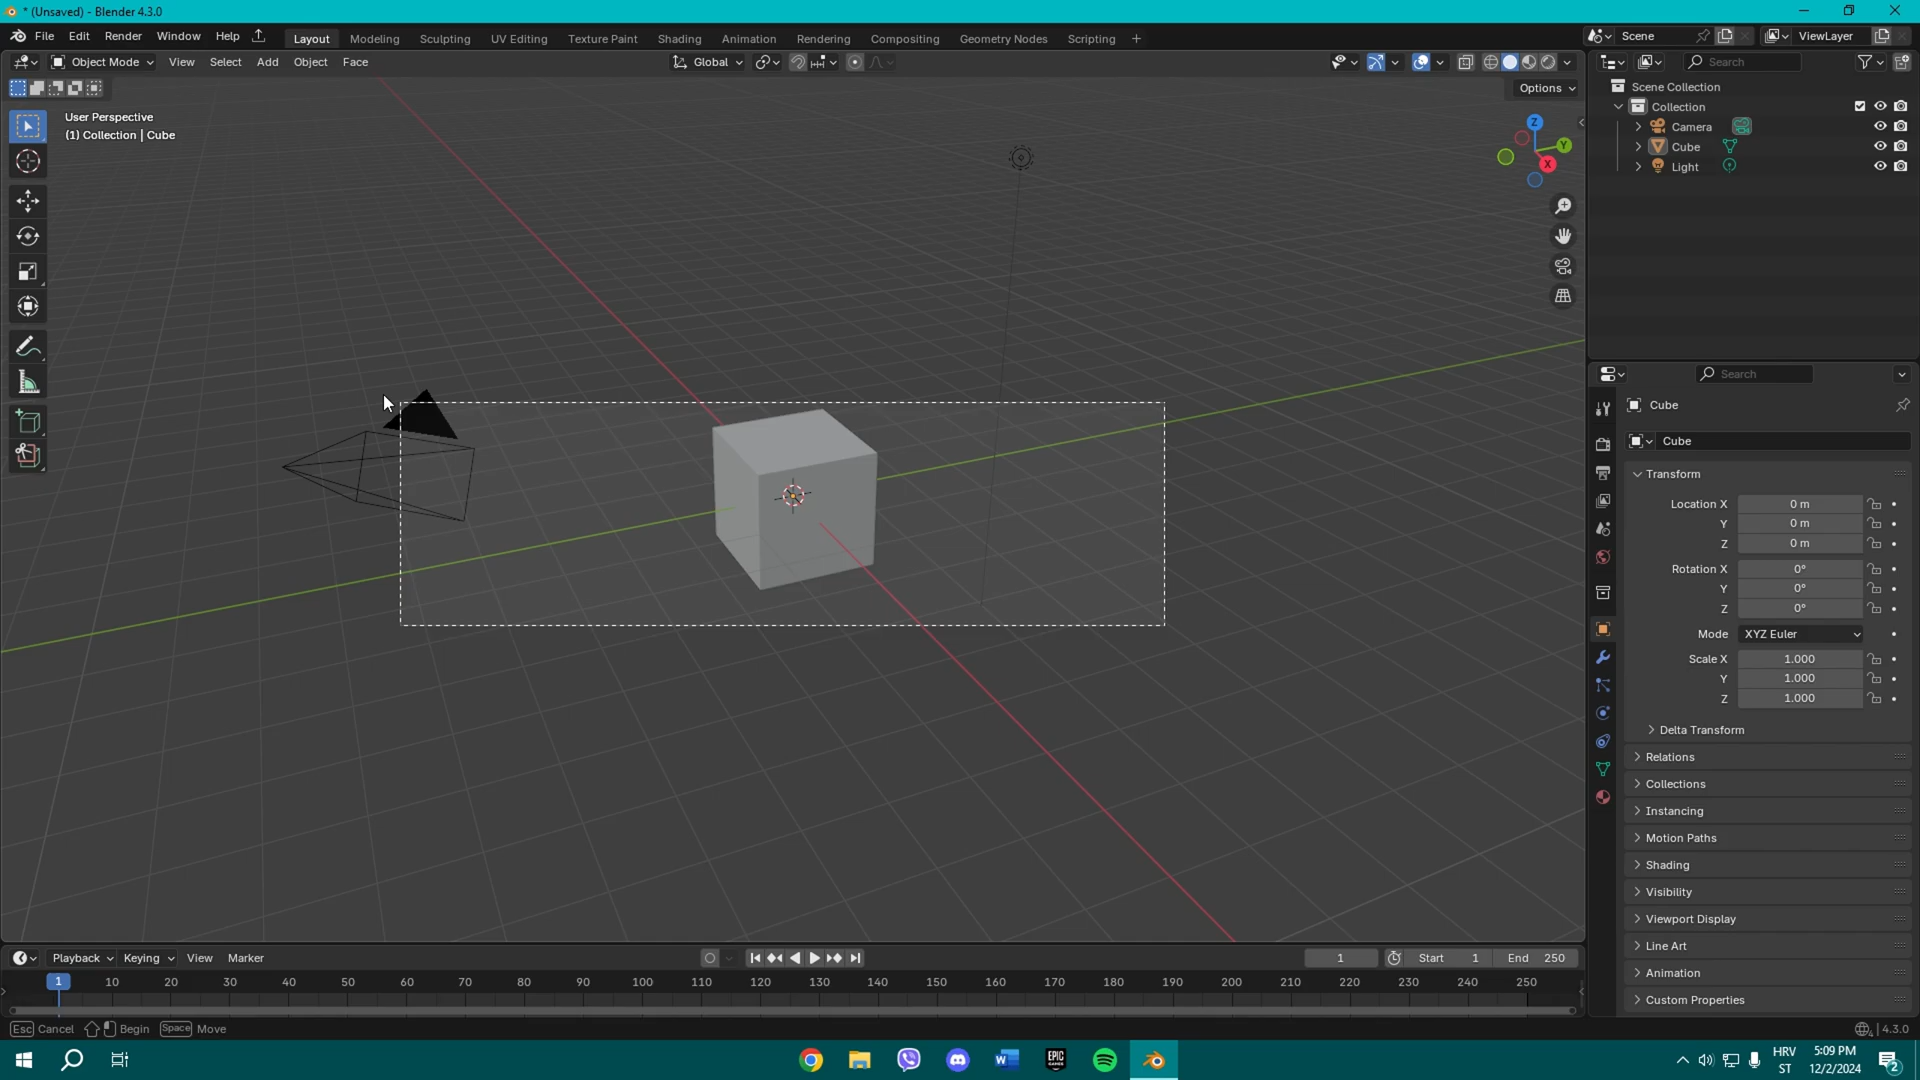 * (Unsaved) - Blender 4.3.0
File Edit Render Window Help Layout Modeling Sculpting UV Editing Texture Paint Shading Animation Rendering Compositing Geometry Nodes Scripting + Scene ViewLayer
Object Mode View Select Add Object Face Global Search
Options
User Perspective
(1) Collection | Cube
Z
Y
X
Scene Collection
Collection
Camera
Cube
Light
Search
Cube
Cube
Transform
Location X 0 m
Y 0 m
Z 0 m
Rotation X 0°
Y 0°
Z 0°
Mode XYZ Euler
Scale X 1.000
Y 1.000
Z 1.000
Delta Transform
Relations
Collections
Instancing
Motion Paths
Shading
Visibility
Viewport Display
Line Art
Animation
Custom Properties
Playback Keying View Marker 1 Start 1 End 250
1 10 20 30 40 50 60 70 80 90 100 110 120 130 140 150 160 170 180 190 200 210 220 230 240 250
Esc Cancel Begin Space Move 4.3.0
W EPIC GAMES HRV 5:09 PM
ST 12/2/2024 2